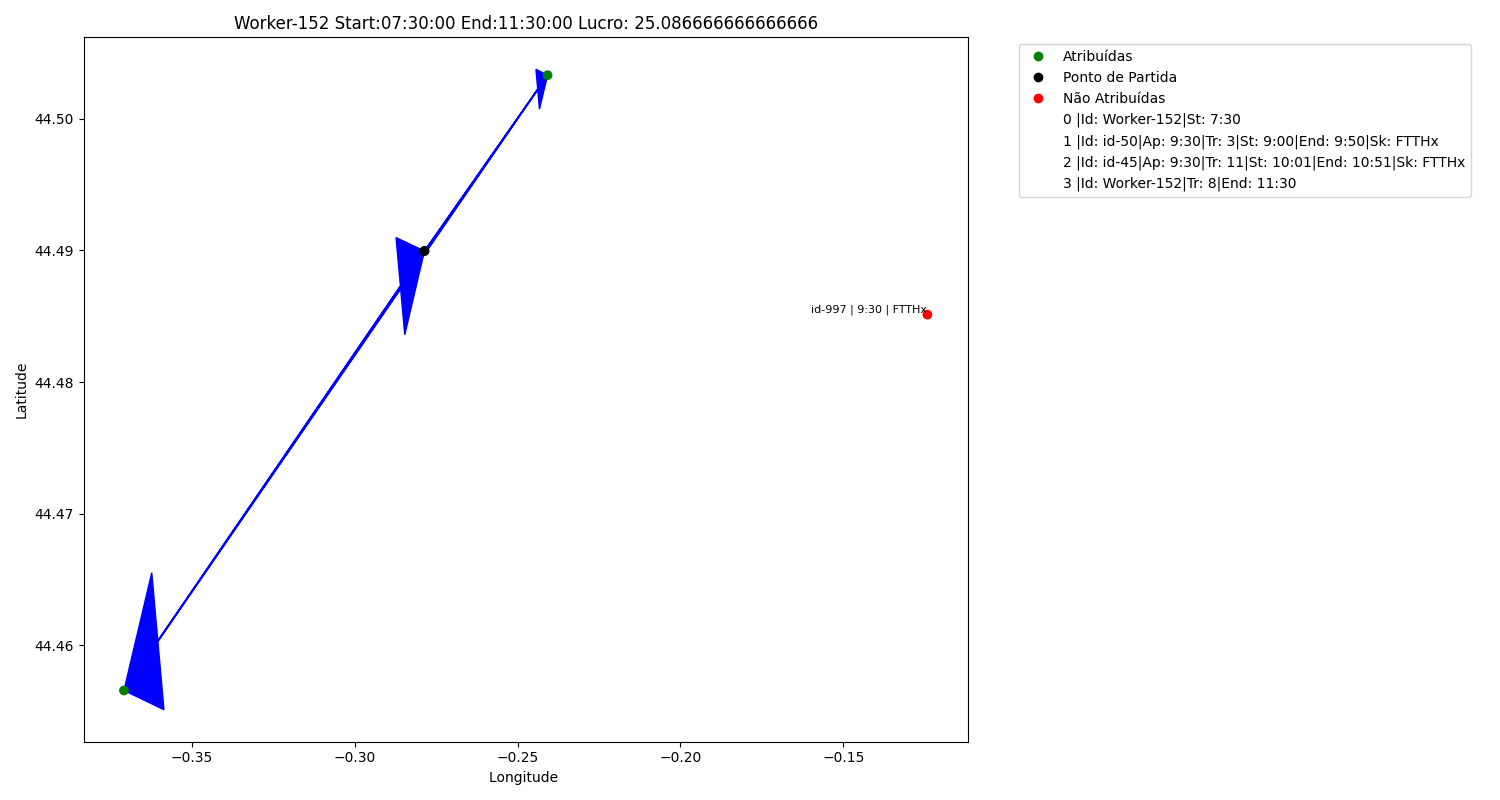 Worker-152 Start:07:30:00 End:11:30:00 Lucro: 25.086666666666666
Atribuídas
Ponto de Partida
Não Atribuídas
0 |Id: Worker-152|St: 7:30
1 |Id: id-50|Ap: 9:30|Tr: 3|St: 9:00|End: 9:50|Sk: FTTHx
2 |Id: id-45|Ap: 9:30|Tr: 11|St: 10:01|End: 10:51|Sk: FTTHx
3 |Id: Worker-152|Tr: 8|End: 11:30
44.50
44.49
44.48
44.47
44.46
Latitude
id-997 | 9:30 | FTTHx
−0.35
−0.30
−0.25
−0.20
−0.15
Longitude